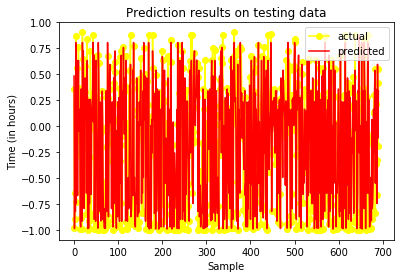 Prediction results on testing data
actual
predicted
1.00
0.75
0.50
0.25
0.00
−0.25
−0.50
−0.75
−1.00
Time (in hours)
0 100 200 300 400 500 600 700
Sample